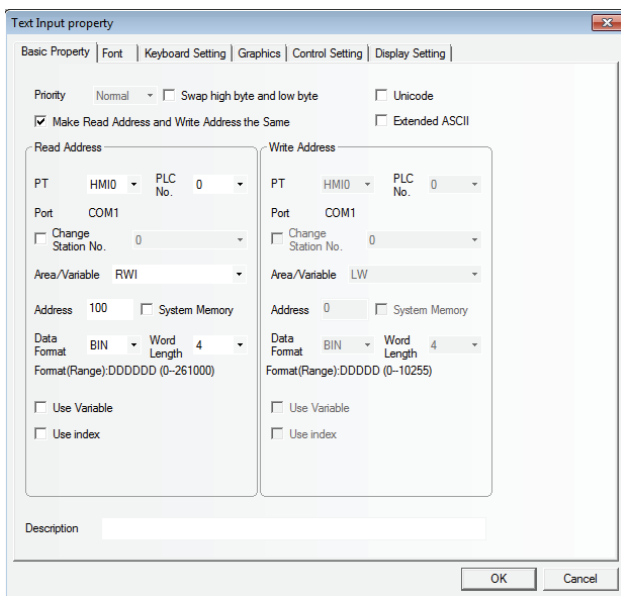 Text Input property
Basic Property Font Keyboard Setting Graphics Control Setting Display Setting
Priority Normal Swap high byte and low byte Unicode
Make Read Address and Write Address the Same Extended ASCII
Read Address Write Address
PT HMI0 PLC No. 0 PT HMI0 PLC No. 0
Port COM1 Port COM1
Change Station No. 0 Change Station No. 0
Area/Variable RWI Area/Variable LW
Address 100 System Memory Address 0 System Memory
Data Format BIN Word Length 4 Data Format BIN Word Length 4
Format(Range):DDDDDD (0--261000) Format(Range):DDDDD (0--10255)
Use Variable Use Variable
Use index Use index
Description
OK Cancel